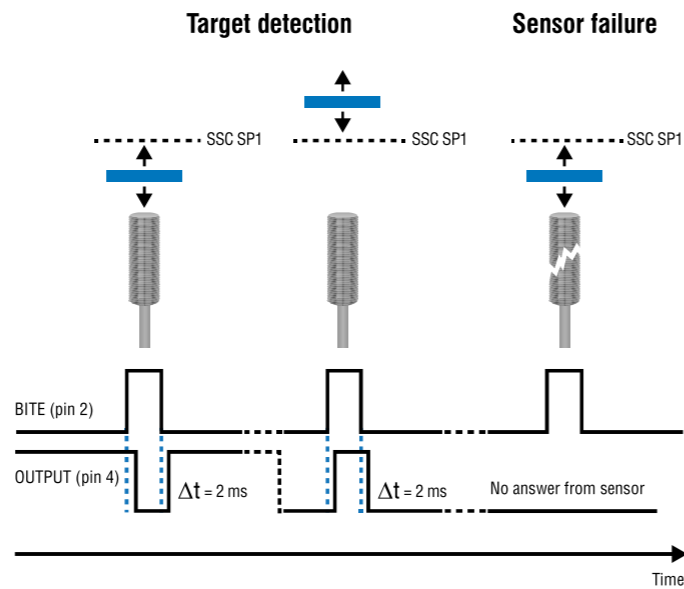 Target detection
Sensor failure
SSC SP1
SSC SP1
SSC SP1
BITE (pin 2)
OUTPUT (pin 4)
Δt = 2 ms
Δt = 2 ms
No answer from sensor
Time